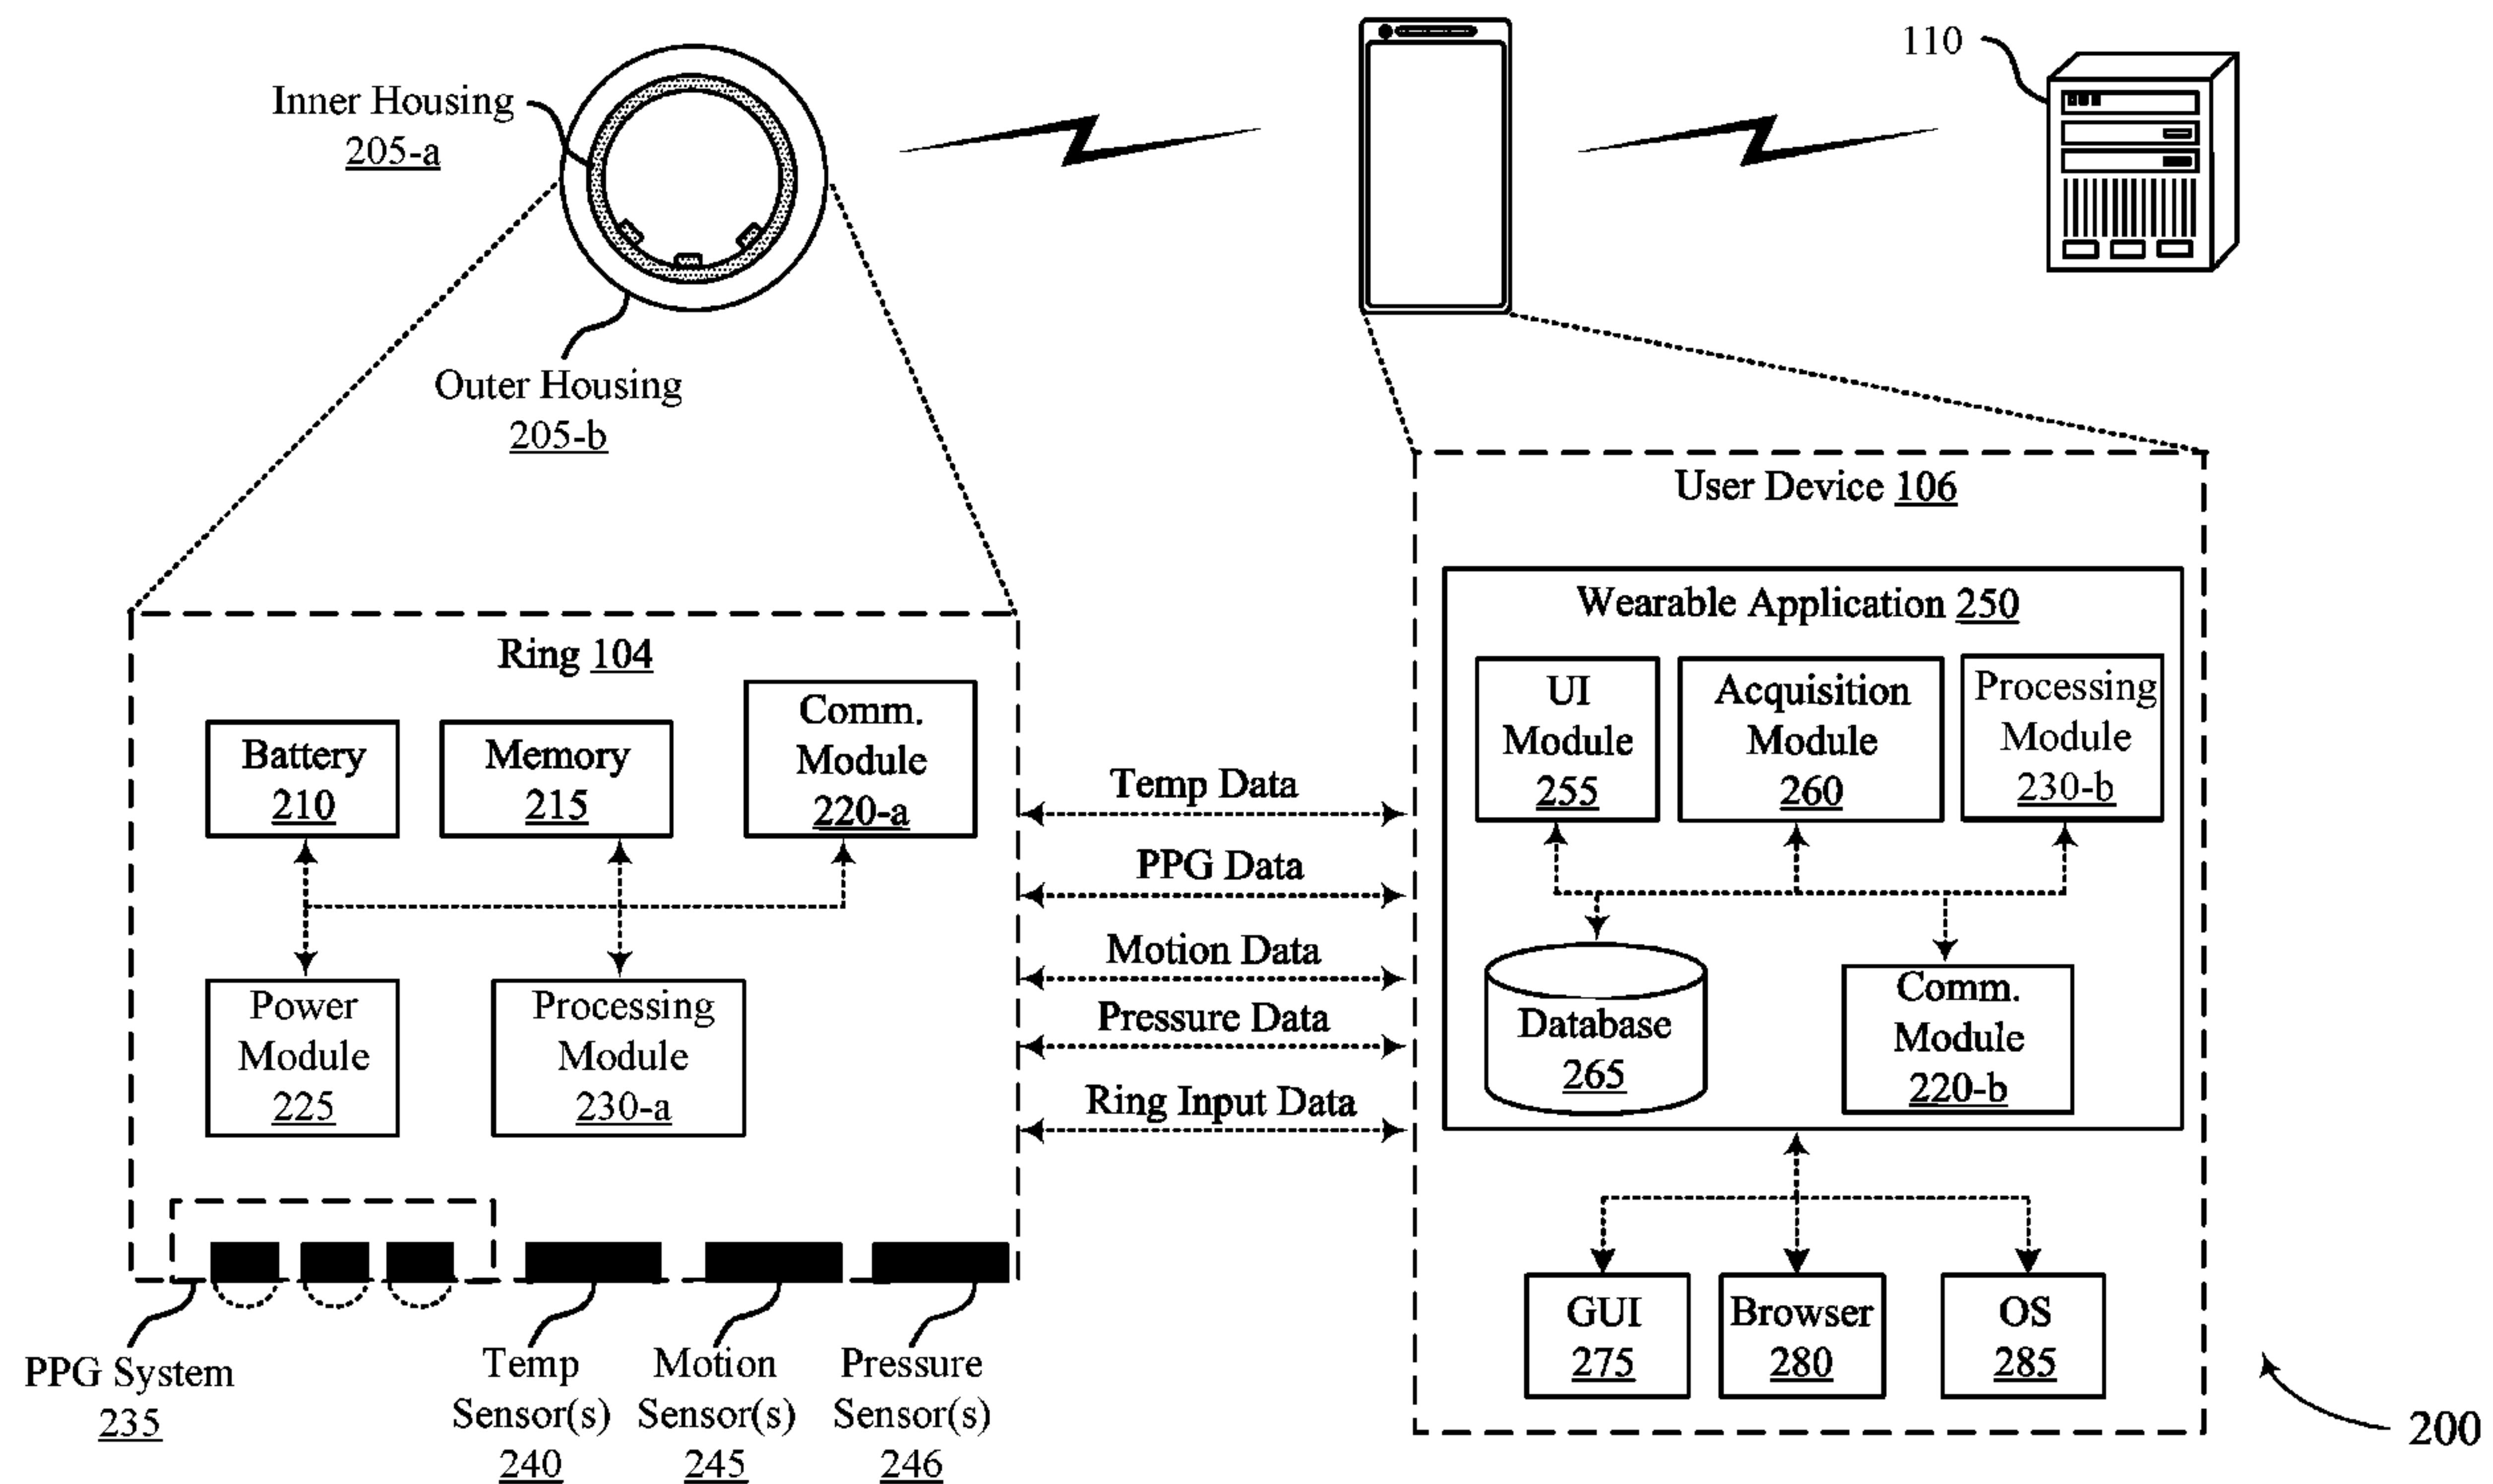 110
Inner Housing
205-a
Outer Housing
205-b
User Device 106
Wearable Application 250
UI
Module
255
Acquisition
Module
260
Processing
Module
230-b
Database
265
Comm.
Module
220-b
GUI
275
Browser
280
OS
285
Ring 104
Battery
210
Memory
215
Comm.
Module
220-a
Power
Module
225
Processing
Module
230-a
Temp Data
PPG Data
Motion Data
Pressure Data
Ring Input Data
PPG System
235
Temp
Sensor(s)
240
Motion
Sensor(s)
245
Pressure
Sensor(s)
246
200